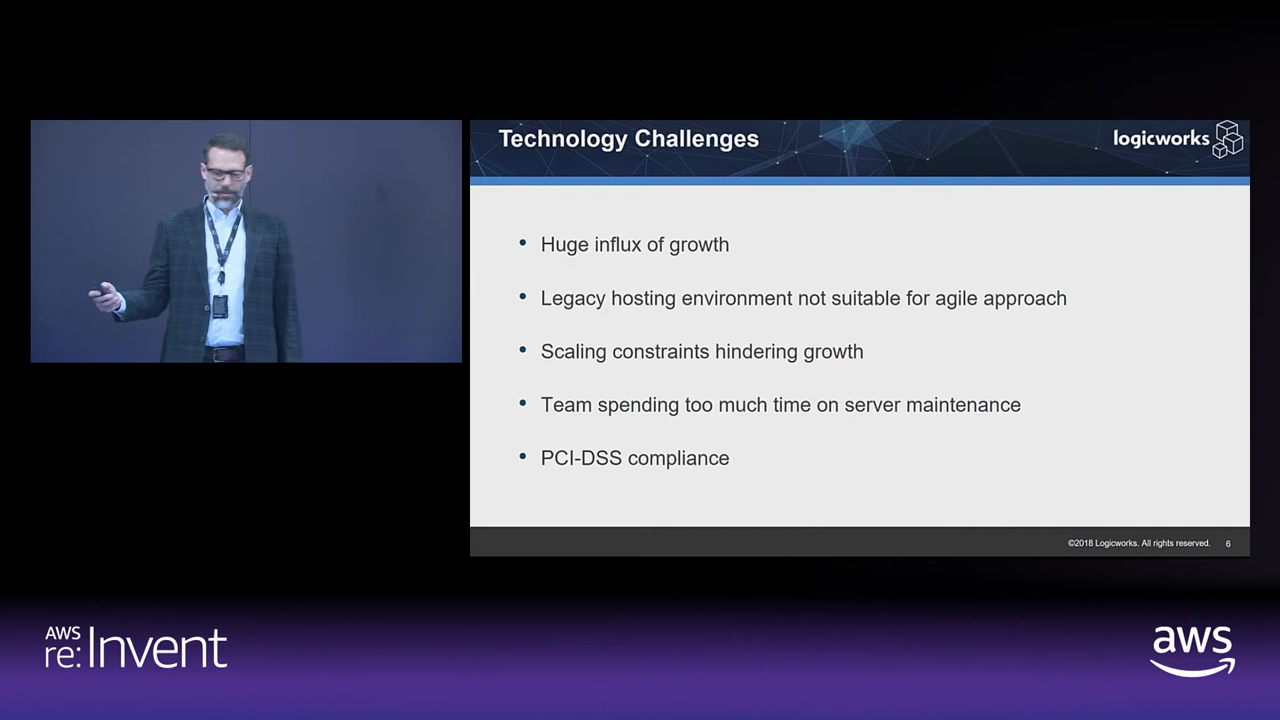 Technology Challenges
logicworks
• Huge influx of growth
• Legacy hosting environment not suitable for agile approach
• Scaling constraints hindering growth
• Team spending too much time on server maintenance
• PCI-DSS compliance
©2018 Logicworks. All rights reserved. 6
AWS
re:Invent
aws